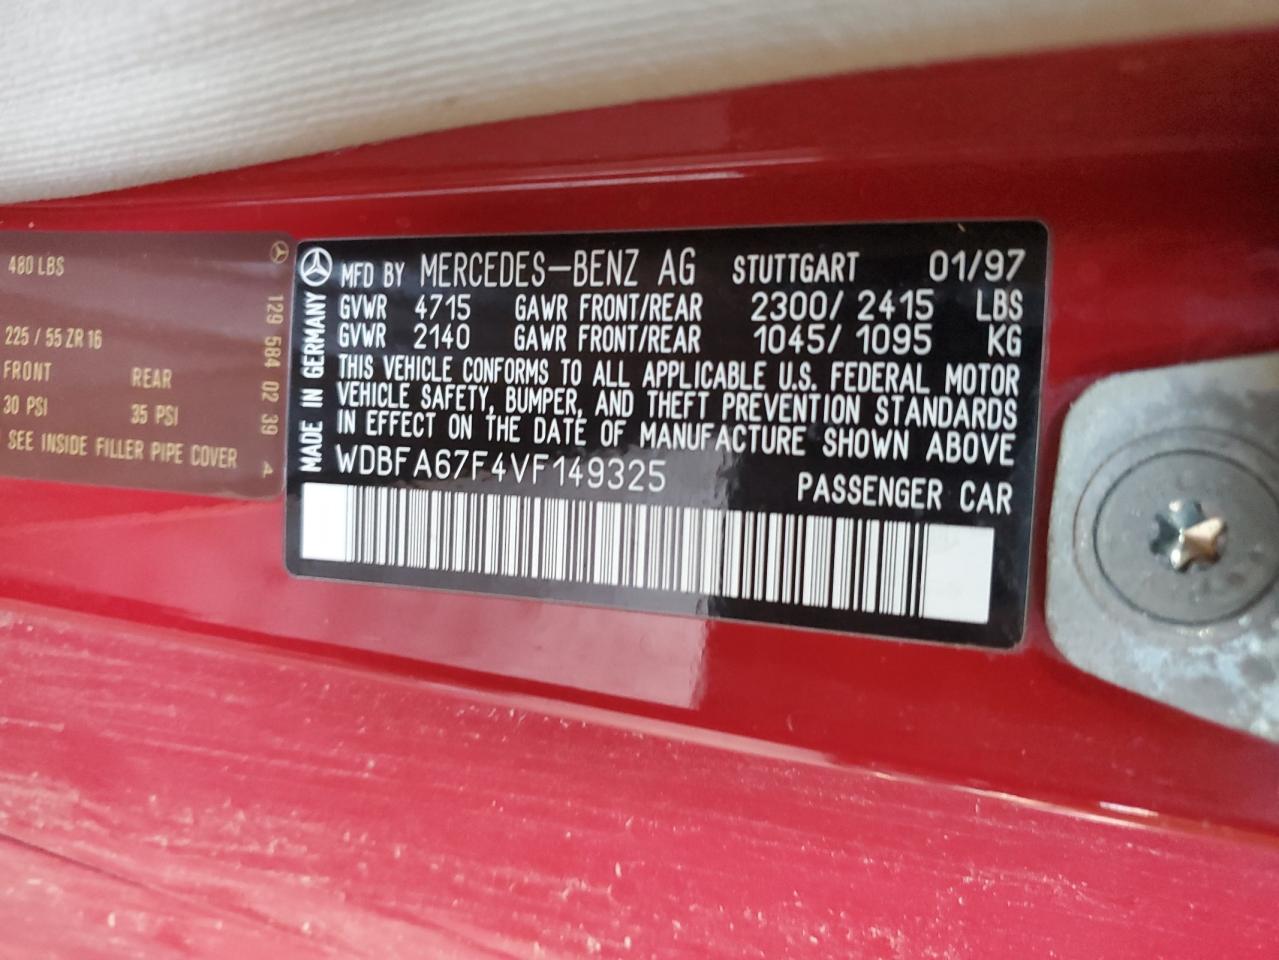 480 LBS
225 / 55 ZR 16
FRONT REAR
30 PSI 35 PSI
SEE INSIDE FILLER PIPE COVER
129 584 02 39
MADE IN GERMANY
MFD BY MERCEDES-BENZ AG STUTTGART 01/97
GVWR 4715 GAWR FRONT/REAR 2300/ 2415 LBS
GVWR 2140 GAWR FRONT/REAR 1045/ 1095 KG
THIS VEHICLE CONFORMS TO ALL APPLICABLE U.S. FEDERAL MOTOR
VEHICLE SAFETY, BUMPER, AND THEFT PREVENTION STANDARDS
IN EFFECT ON THE DATE OF MANUFACTURE SHOWN ABOVE
WDBFA67F4VF149325 PASSENGER CAR